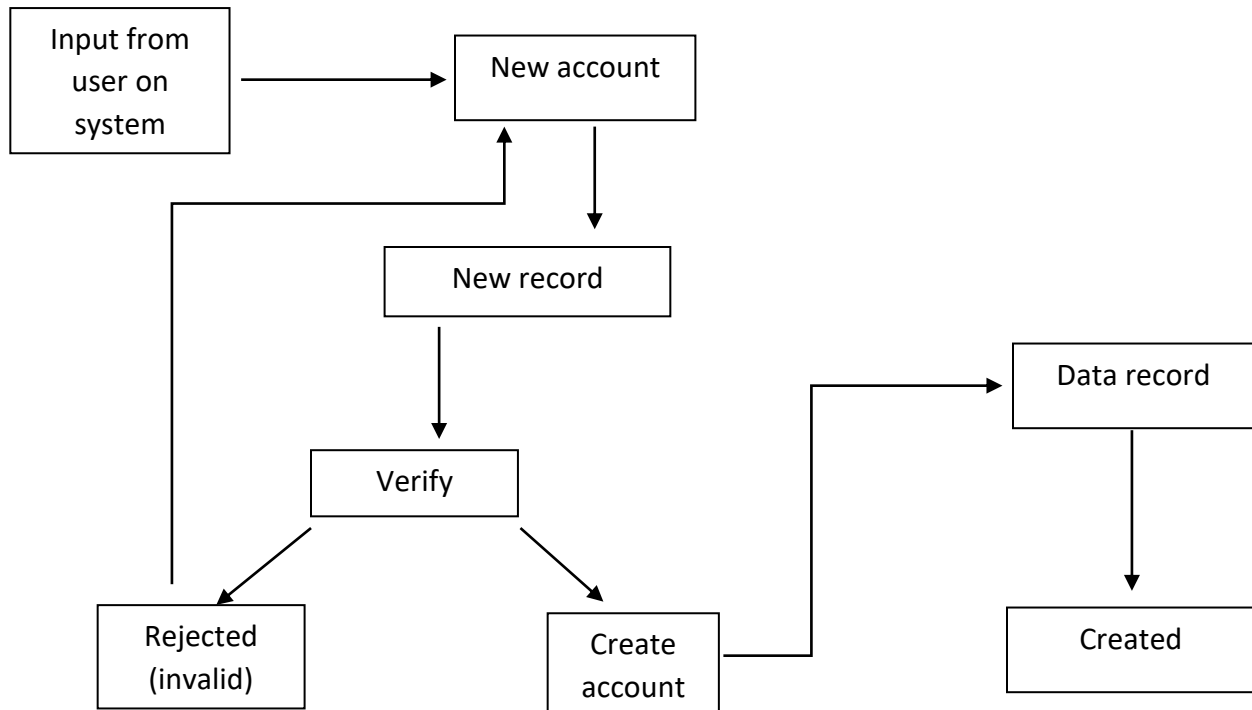 Input from
user on
system
New account
New record
Data record
Verify
Rejected
(invalid)
Create
account
Created